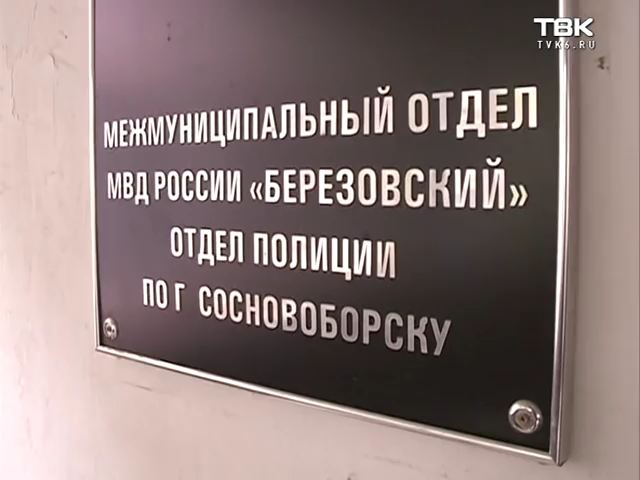 ТВК
TVK6.RU
МЕЖМУНИЦИПАЛЬНЫЙ ОТДЕЛ
МВД РОССИИ «БЕРЕЗОВСКИЙ»
ОТДЕЛ ПОЛИЦИИ
ПО Г СОСНОВОБОРСКУ